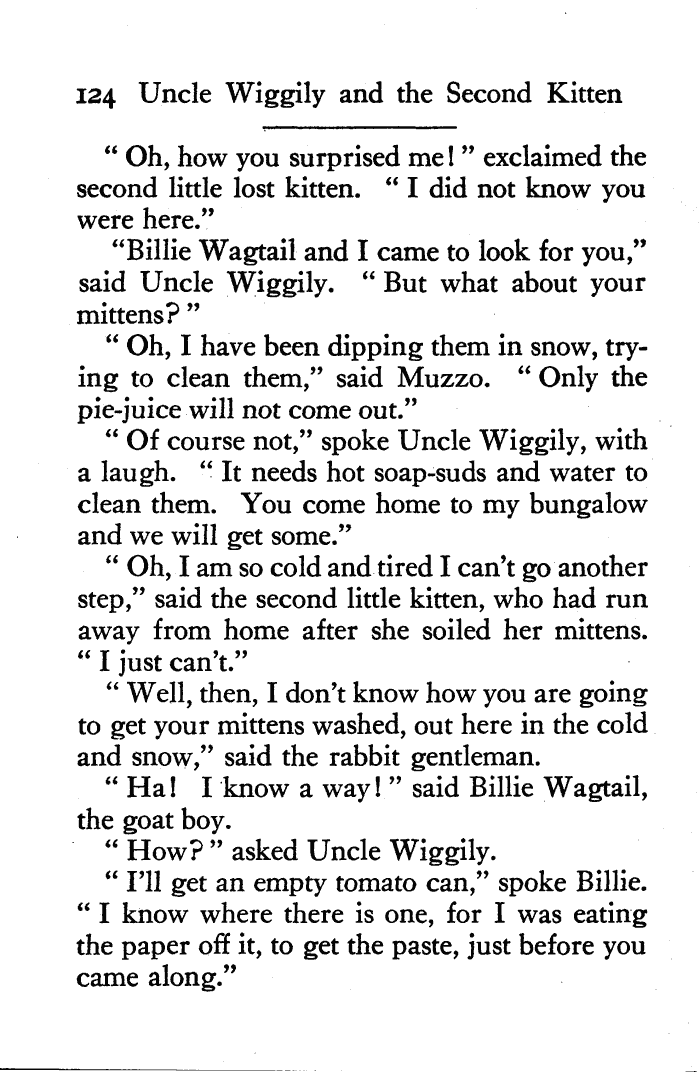 124 Uncle Wiggily and the Second Kitten
“ Oh, how you surprised me! ” exclaimed the
second little lost kitten. “ I did not know you
were here.”
“Billie Wagtail and I came to look for you,”
said Uncle Wiggily. “ But what about your
mittens? ”
“ Oh, I have been dipping them in snow, try-
ing to clean them,” said Muzzo. “ Only the
pie-juice will not come out.”
“ Of course not,” spoke Uncle Wiggily, with
a laugh. “ It needs hot soap-suds and water to
clean them. You come home to my bungalow
and we will get some.”
“ Oh, I am so cold and tired I can’t go another
step,” said the second little kitten, who had run
away from home after she soiled her mittens.
“ I just can’t.”
“ Well, then, I don’t know how you are going
to get your mittens washed, out here in the cold
and snow,” said the rabbit gentleman.
“ Ha! I know a way! ” said Billie Wagtail,
the goat boy.
“ How? ” asked Uncle Wiggily.
“ I’ll get an empty tomato can,” spoke Billie.
“ I know where there is one, for I was eating
the paper off it, to get the paste, just before you
came along.”